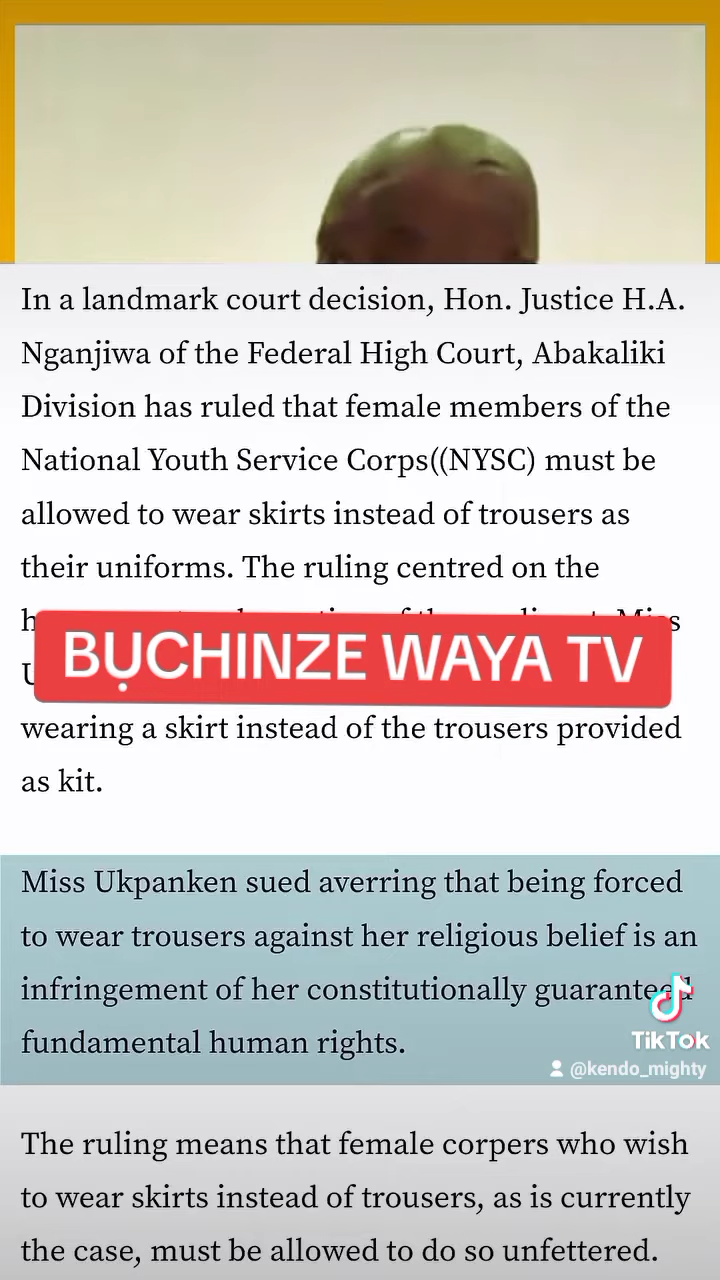 In a landmark court decision, Hon. Justice H.A.
Nganjiwa of the Federal High Court, Abakaliki
Division has ruled that female members of the
National Youth Service Corps((NYSC) must be
allowed to wear skirts instead of trousers as
their uniforms. The ruling centred on the
BỤCHINZE WAYA TV
wearing a skirt instead of the trousers provided
as kit.
Miss Ukpanken sued averring that being forced
to wear trousers against her religious belief is an
infringement of her constitutionally guaranteed
fundamental human rights.
TikTok
@kendo_mighty
The ruling means that female corpers who wish
to wear skirts instead of trousers, as is currently
the case, must be allowed to do so unfettered.